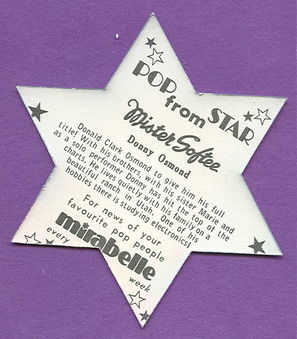 POP
from STAR
Mister Softee
Donny Osmond
Donald Clark Osmond to give him his full
title! With his brothers, with his sister Marie and
as a solo performer Donny has hit the top of the
charts. He lives quietly with his family on a
beautiful ranch in Utah. One of his
hobbies there is studying electronics!
For news of your
favourite pop people
every mirabelle week